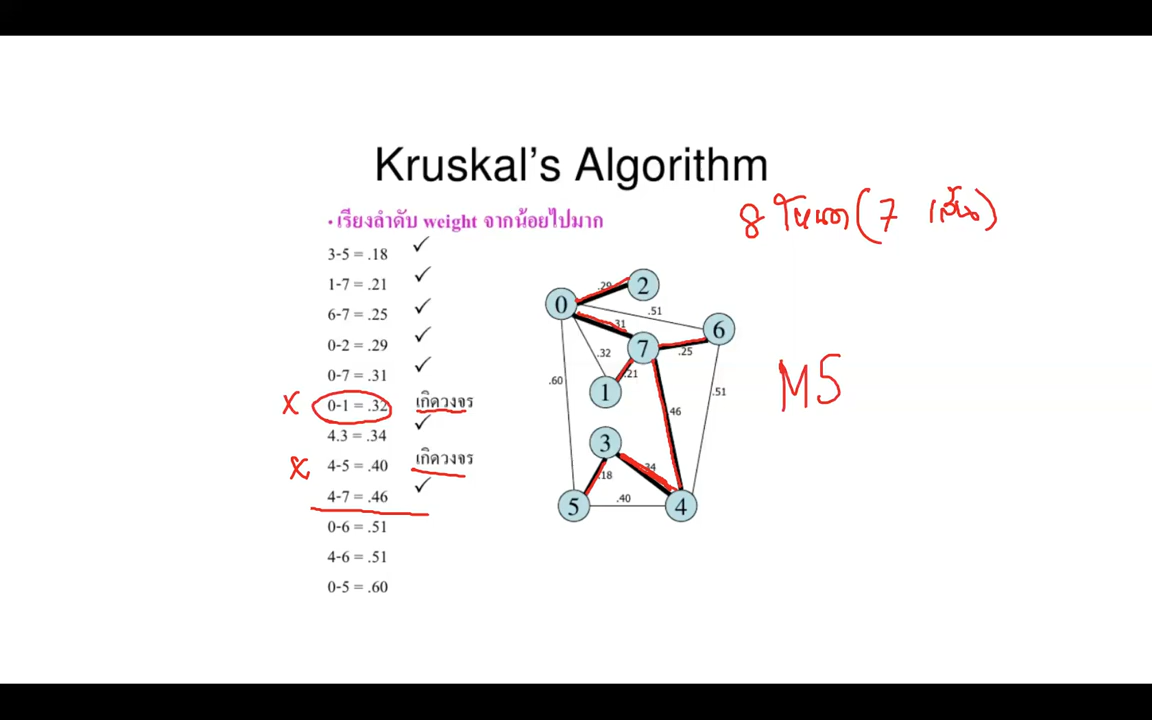 Kruskal's Algorithm
• เรียงลำดับ weight จากน้อยไปมาก
8 โหนด (7 เส้น)
3-5 = .18 ✓
1-7 = .21 ✓
6-7 = .25 ✓
0-2 = .29 ✓
0-7 = .31 ✓
X 0-1 = .32 เกิดวงจร
4.3 = .34 ✓
X 4-5 = .40 เกิดวงจร
4-7 = .46 ✓
0-6 = .51
4-6 = .51
0-5 = .60
2
.29
0
.51
6
.31
7
.32
.25
.21
.60
1
.51
.46
3
.34
.18
.40
5
4